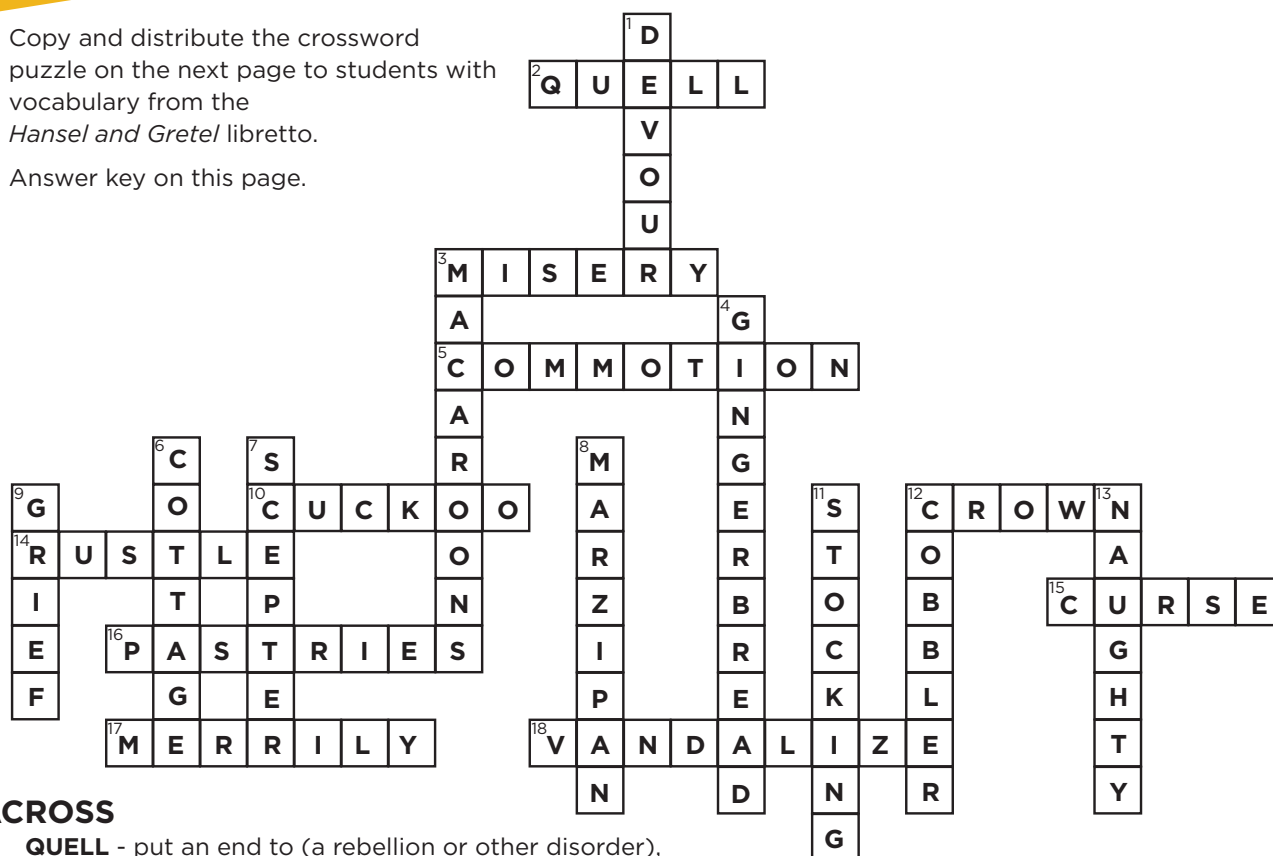 Copy and distribute the crossword
puzzle on the next page to students with
vocabulary from the
Hansel and Gretel libretto.
Answer key on this page.
1 D
2 Q U E L L
V
O
U
3 M I S E R Y
A 4 G
5 C O M M O T I O N
A N
6 C 7 S R 8 M G
9 G O 10 C U C K O O A E 11 S 12 C R O W 13 N
14 R U S T L E O R R T O A
I T P N Z B O B 15 C U R S E
E 16 P A S T R I E S I R C B G
F G E P E K L H
17 M E R R I L Y 18 V A N D A L I Z E T
N D N R Y
G
ACROSS
QUELL - put an end to (a rebellion or other disorder),